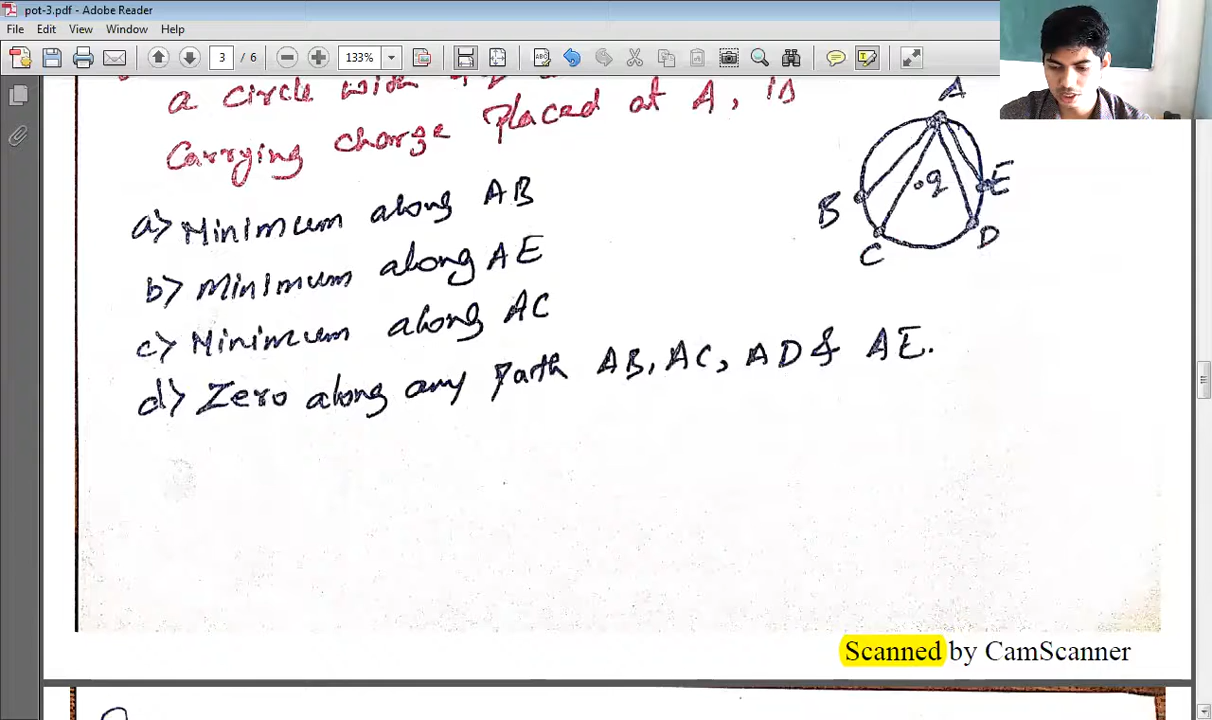 pot-3.pdf - Adobe Reader
File Edit View Window Help
3 / 6 133%
a circle with
Carrying charge placed at A, is
a> Minimum along AB
b> Minimum along AE
c> Minimum along AC
d> Zero along any path AB, AC, AD & AE.
A
B
C
D
E
.q
Scanned by CamScanner